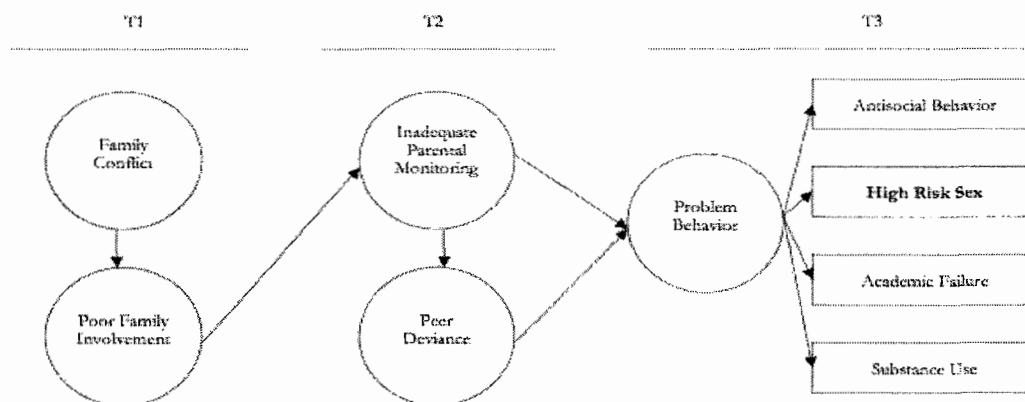 T1
T2
T3
Family
Conflict
Poor Family
Involvement
Inadequate
Parental
Monitoring
Peer
Deviance
Problem
Behavior
Antisocial Behavior
High Risk Sex
Academic Failure
Substance Use